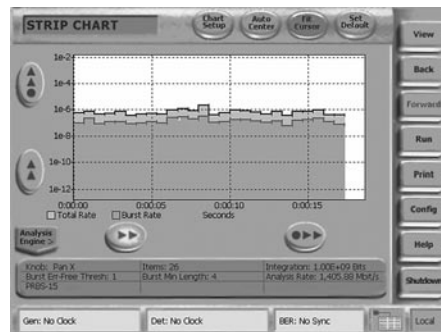 STRIP CHART
Chart Setup
Auto Center
Fit Cursor
Set Default
View
Back
Forward
Run
Print
Config
Help
Shutdown
1e-2
1e-4
1e-6
1e-8
1e-10
1e-12
0:00:00 0:00:05 0:00:10 0:00:15
Total Rate Burst Rate Seconds
Analysis Engine >
Knob: Pan X Items: 26 Integration: 1.00E+09 Bits
Burst Err-Free Thresh: 1 Burst Min Length: 4 Analysis Rate: 1,405.88 Mbit/s
PRBS-15
Gen: No Clock Det: No Clock BER: No Sync Local